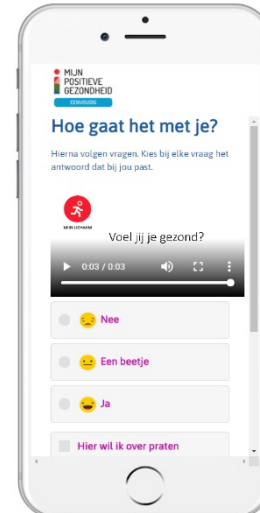 MIJN
POSITIEVE
GEZONDHEID
EENVOUDIG
Hoe gaat het met je?
Hierna volgen vragen. Kies bij elke vraag het
antwoord dat bij jou past.
MIJN LICHAAM
Voel jij je gezond?
0:03 / 0:03
Nee
Een beetje
Ja
Hier wil ik over praten